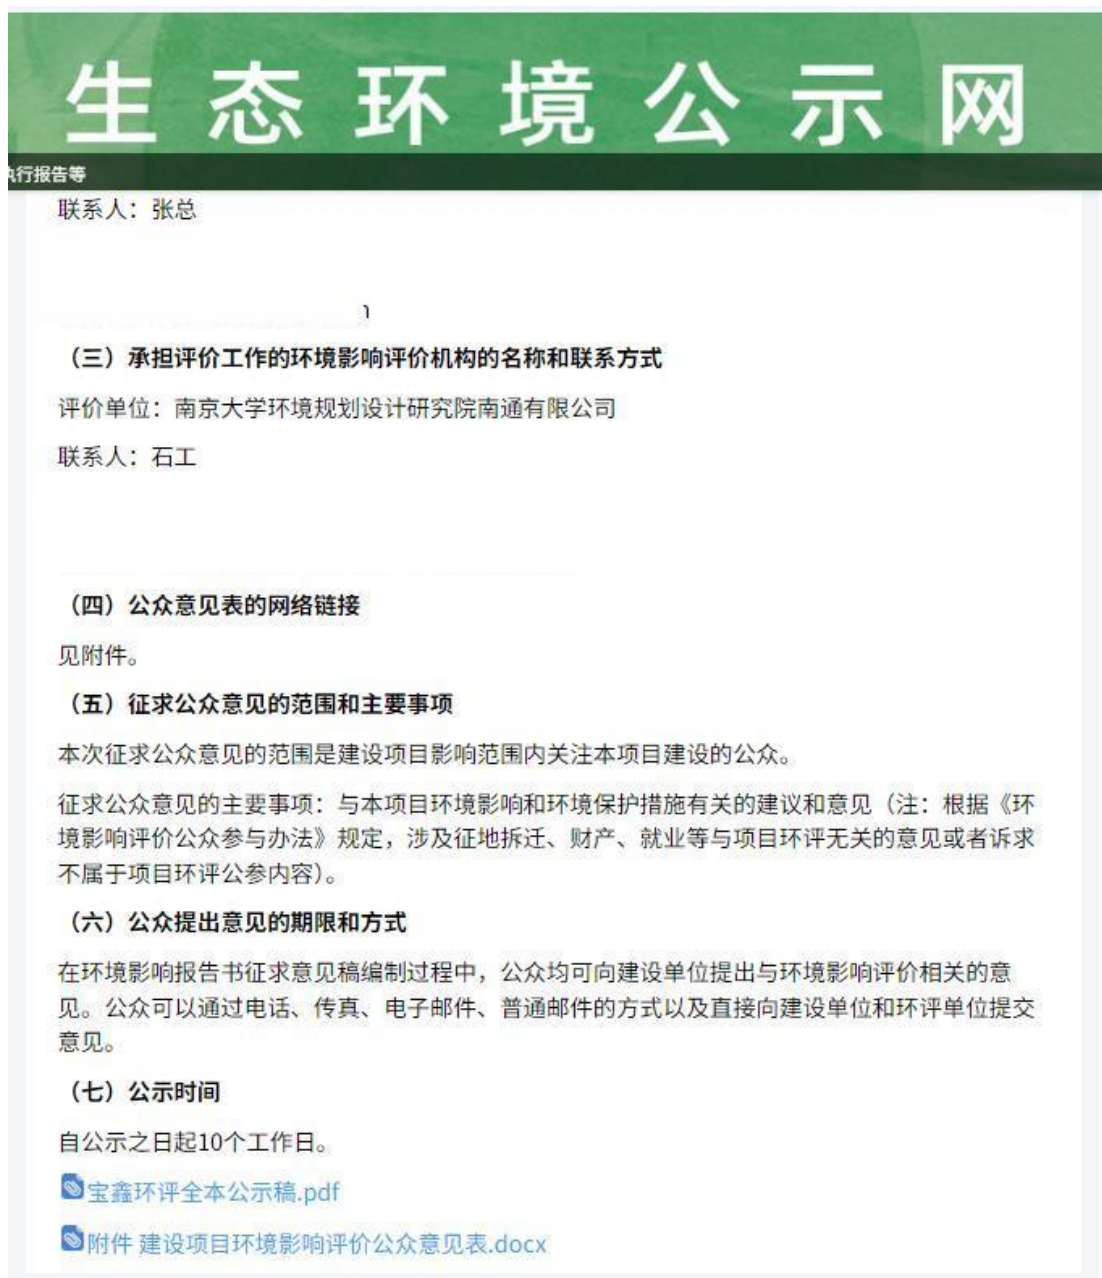 生态环境公示网
执行报告等
联系人：张总
（三）承担评价工作的环境影响评价机构的名称和联系方式
评价单位：南京大学环境规划设计研究院南通有限公司
联系人：石工
（四）公众意见表的网络链接
见附件。
（五）征求公众意见的范围和主要事项
本次征求公众意见的范围是建设项目影响范围内关注本项目建设的公众。
征求公众意见的主要事项：与本项目环境影响和环境保护措施有关的建议和意见（注：根据《环
境影响评价公众参与办法》规定，涉及征地拆迁、财产、就业等与项目环评无关的意见或者诉求
不属于项目环评公参内容）。
（六）公众提出意见的期限和方式
在环境影响报告书征求意见稿编制过程中，公众均可向建设单位提出与环境影响评价相关的意
见。公众可以通过电话、传真、电子邮件、普通邮件的方式以及直接向建设单位和环评单位提交
意见。
（七）公示时间
自公示之日起10个工作日。
宝鑫环评全本公示稿.pdf
附件 建设项目环境影响评价公众意见表.docx